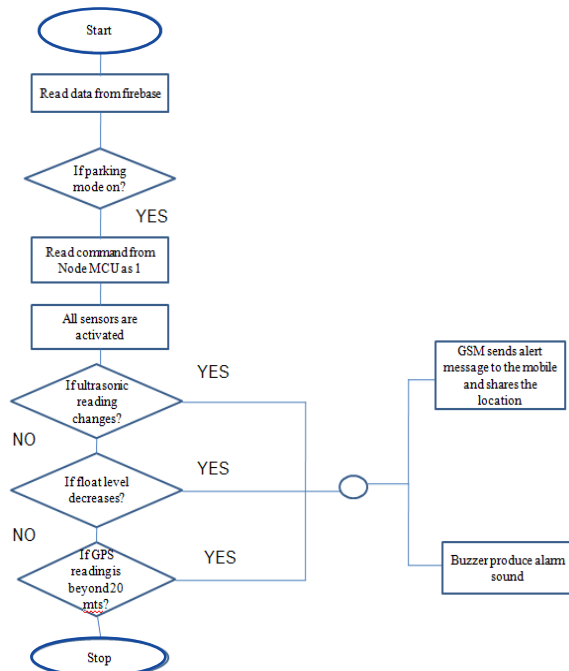 Start
Read data from firebase
If parking
mode on?
YES
Read command from
Node MCU as 1
All sensors are
activated
If ultrasonic
reading
changes?
YES
NO
If float level
decreases?
YES
NO
If GPS
reading is
beyond 20
mts?
YES
Stop
GSM sends alert
message to the mobile
and shares the
location
Buzzer produce alarm
sound